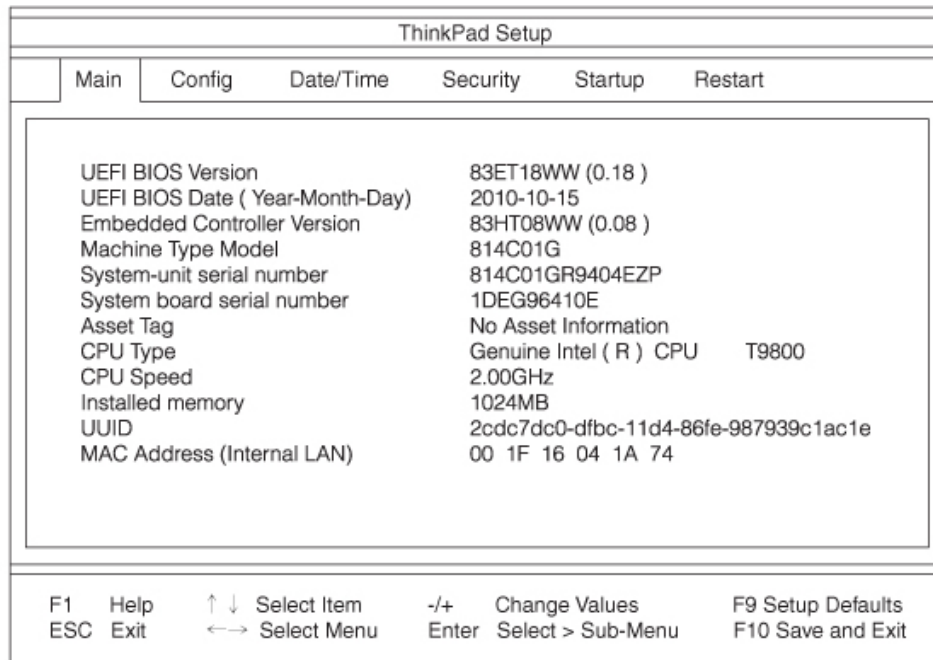 ThinkPad Setup
Main Config Date/Time Security Startup Restart
UEFI BIOS Version 83ET18WW (0.18 )
UEFI BIOS Date ( Year-Month-Day) 2010-10-15
Embedded Controller Version 83HT08WW (0.08 )
Machine Type Model 814C01G
System-unit serial number 814C01GR9404EZP
System board serial number 1DEG96410E
Asset Tag No Asset Information
CPU Type Genuine Intel ( R ) CPU T9800
CPU Speed 2.00GHz
Installed memory 1024MB
UUID 2cdc7dc0-dfbc-11d4-86fe-987939c1ac1e
MAC Address (Internal LAN) 00 1F 16 04 1A 74
F1 Help ↑ ↓ Select Item -/+ Change Values F9 Setup Defaults
ESC Exit ←→ Select Menu Enter Select > Sub-Menu F10 Save and Exit